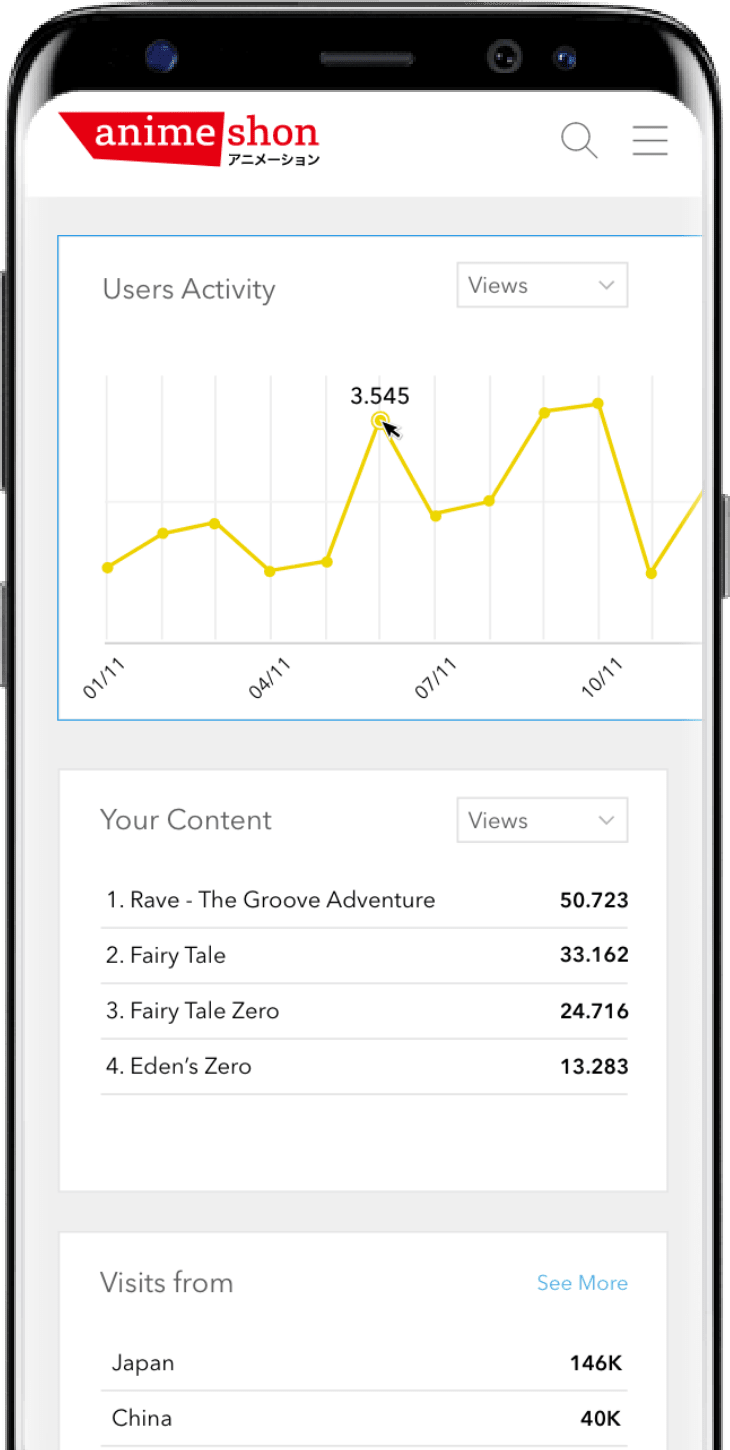 anime shon
アニメーション
Users Activity
Views
3.545
01/11
04/11
07/11
10/11
Your Content
Views
1. Rave - The Groove Adventure 50.723
2. Fairy Tale 33.162
3. Fairy Tale Zero 24.716
4. Eden’s Zero 13.283
Visits from
See More
Japan 146K
China 40K